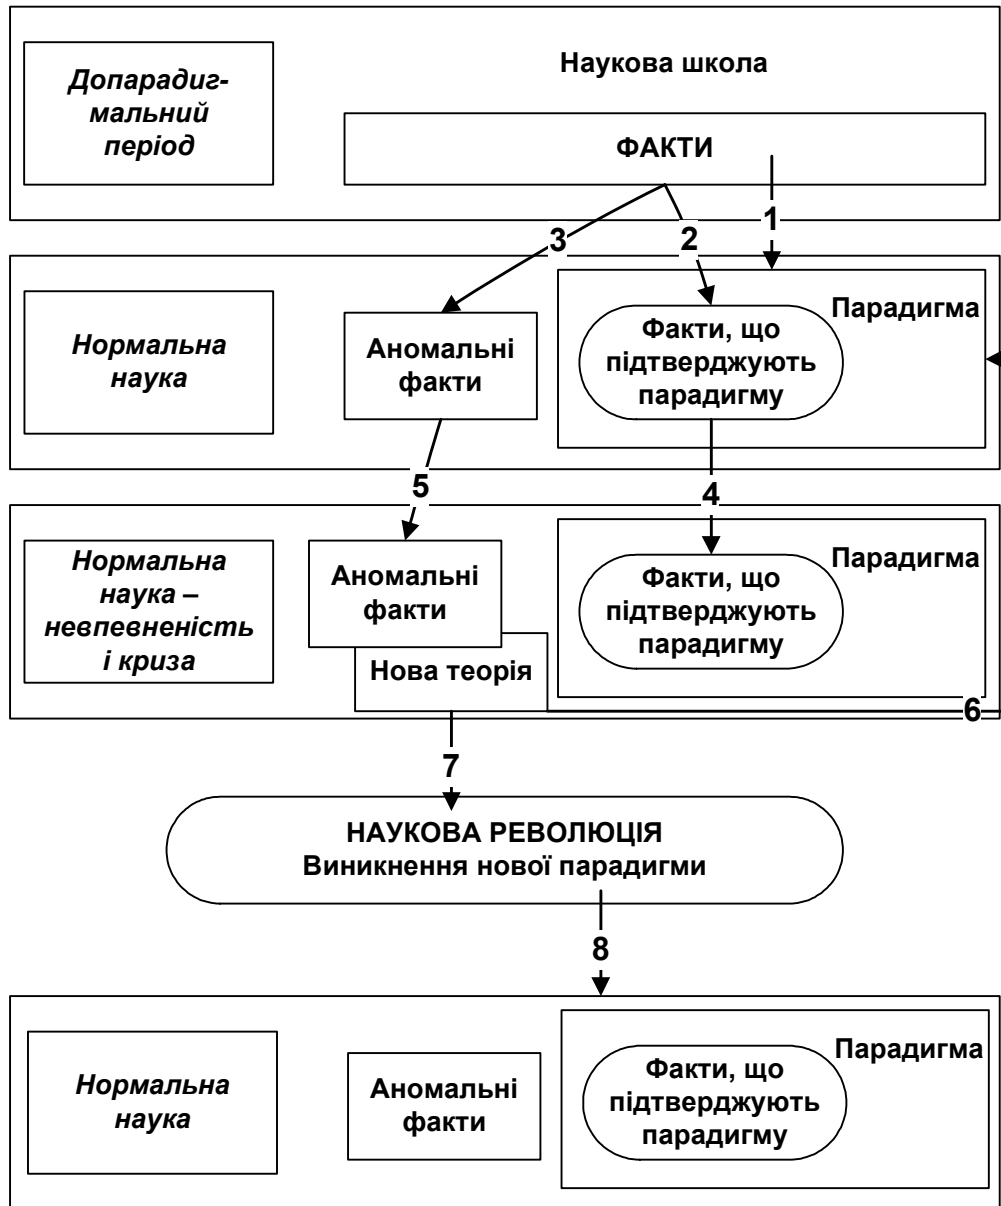 Допарадиг-
мальний
період
Наукова школа
ФАКТИ
1
2
3
Нормальна
наука
Аномальні
факти
Парадигма
Факти, що
підтверджують
парадигму
5
4
Нормальна
наука –
невпевненість
і криза
Аномальні
факти
Нова теорія
Парадигма
Факти, що
підтверджують
парадигму
6
7
НАУКОВА РЕВОЛЮЦІЯ
Виникнення нової парадигми
8
Нормальна
наука
Аномальні
факти
Парадигма
Факти, що
підтверджують
парадигму